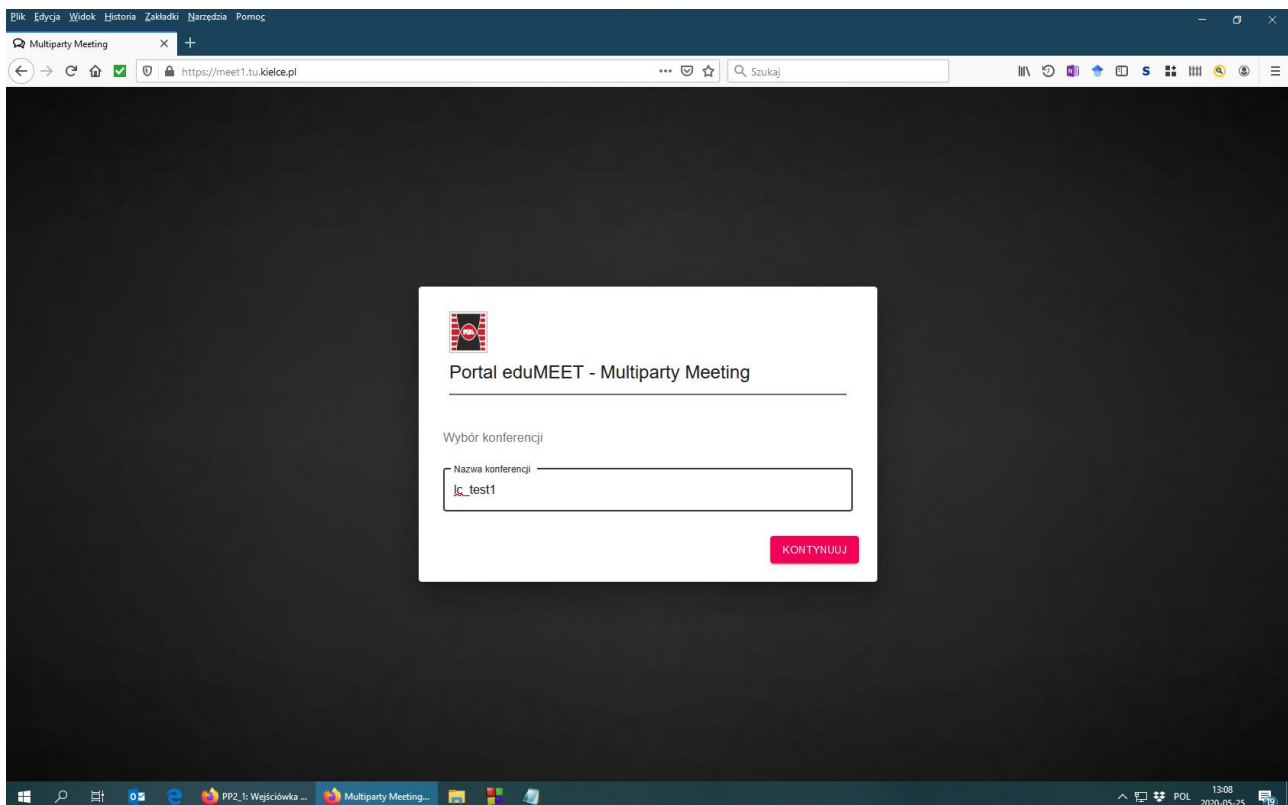 Plik Edycja Widok Historia Zakładki Narzędzia Pomoc
Multiparty Meeting
https://meet1.tu.kielce.pl
Szukaj
Portal eduMEET - Multiparty Meeting
Wybór konferencji
Nazwa konferencji
lc_test1
KONTYNUUJ
PP2_1: Wejściówka ...
Multiparty Meeting...
POL
13:08
2020-05-25